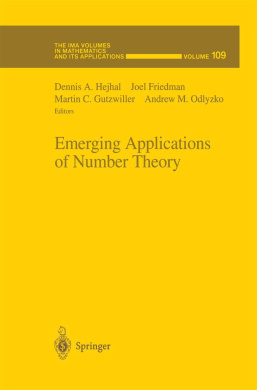 THE IMA VOLUMES
IN MATHEMATICS
AND ITS APPLICATIONS
VOLUME 109
Dennis A. Hejhal Joel Friedman
Martin C. Gutzwiller Andrew M. Odlyzko
Editors
Emerging Applications
of Number Theory
Springer